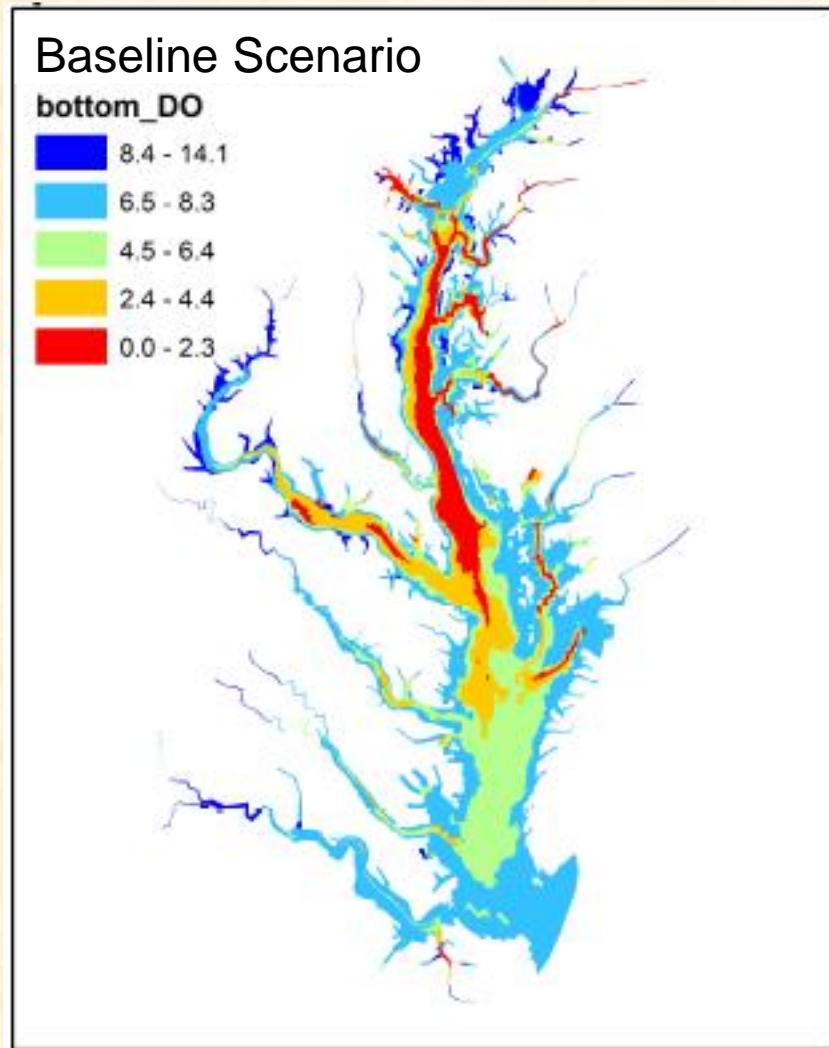 Baseline Scenario
bottom_DO
8.4 - 14.1
6.5 - 8.3
4.5 - 6.4
2.4 - 4.4
0.0 - 2.3